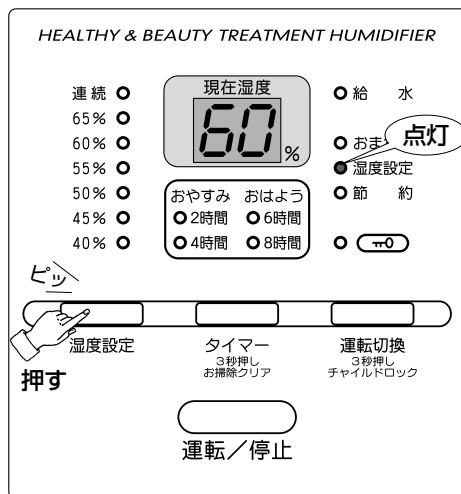 HEALTHY & BEAUTY TREATMENT HUMIDIFIER
現在湿度
60%
連続
65%
60%
55%
50%
45%
40%
おやすみ おはよう
2時間 6時間
4時間 8時間
給 水
おま
点灯
湿度設定
節 約
ピッ
押す
湿度設定
タイマー
3秒押し
お掃除クリア
運転切換
3秒押し
チャイルドロック
運転/停止